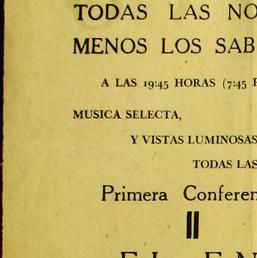 TODAS LAS NO
MENOS LOS SAB
A LAS 19:45 HORAS (7:45
MUSICA SELECTA,
Y VISTAS LUMINOSAS
TODAS LAS
Primera Conferen
II